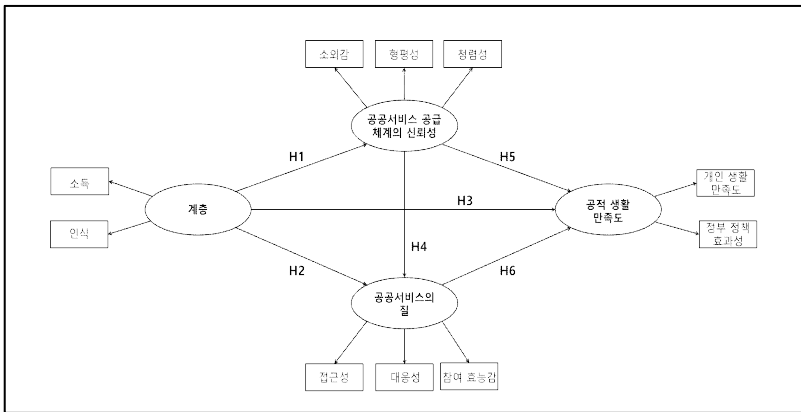 소외감
형평성
청렴성
공공서비스 공급
체계의 신뢰성
H1
H5
소득
개인 생활
만족도
계층
H3
공적 생활
만족도
인식
정부 정책
효과성
H4
H2
H6
공공서비스의
질
접근성
대응성
참여 효능감